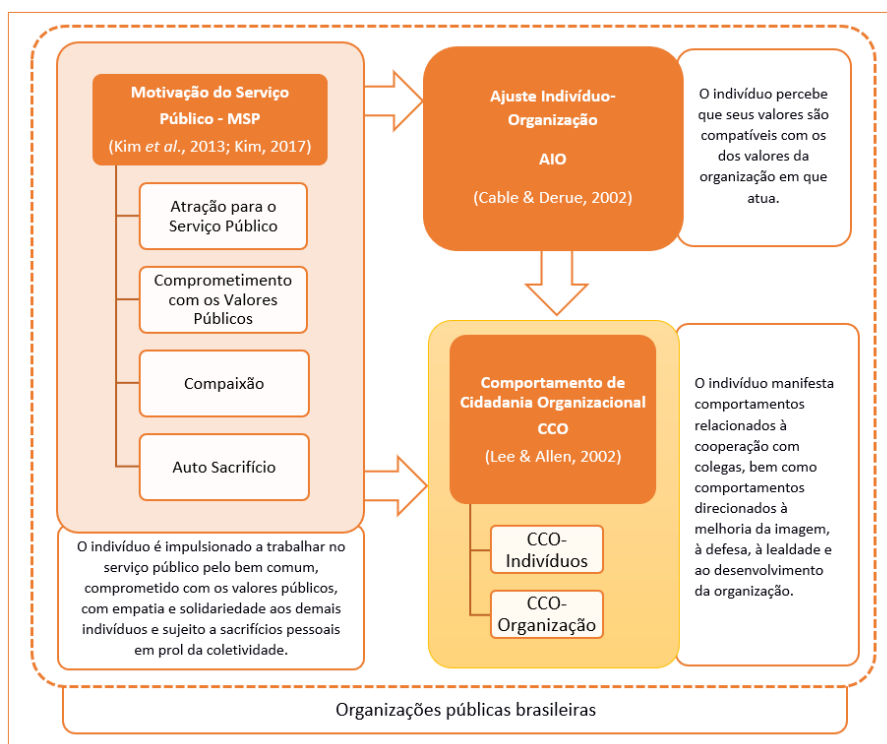 Motivação do Serviço
Público - MSP
(Kim et al., 2013; Kim, 2017)
Atração para o
Serviço Público
Comprometimento
com os Valores
Públicos
Compaixão
Auto Sacrifício
O indivíduo é impulsionado a trabalhar no
serviço público pelo bem comum,
comprometido com os valores públicos,
com empatia e solidariedade aos demais
indivíduos e sujeito a sacrifícios pessoais
em prol da coletividade.
Ajuste Indivíduo-
Organização
AIO
(Cable & Derue, 2002)
O indivíduo percebe
que seus valores são
compatíveis com os
dos valores da
organização em que
atua.
Comportamento de
Cidadania Organizacional
CCO
(Lee & Allen, 2002)
CCO-
Indivíduos
CCO-
Organização
O indivíduo manifesta
comportamentos
relacionados à
cooperação com
colegas, bem como
comportamentos
direcionados à
melhoria da imagem,
à defesa, à lealdade e
ao desenvolvimento
da organização.
Organizações públicas brasileiras